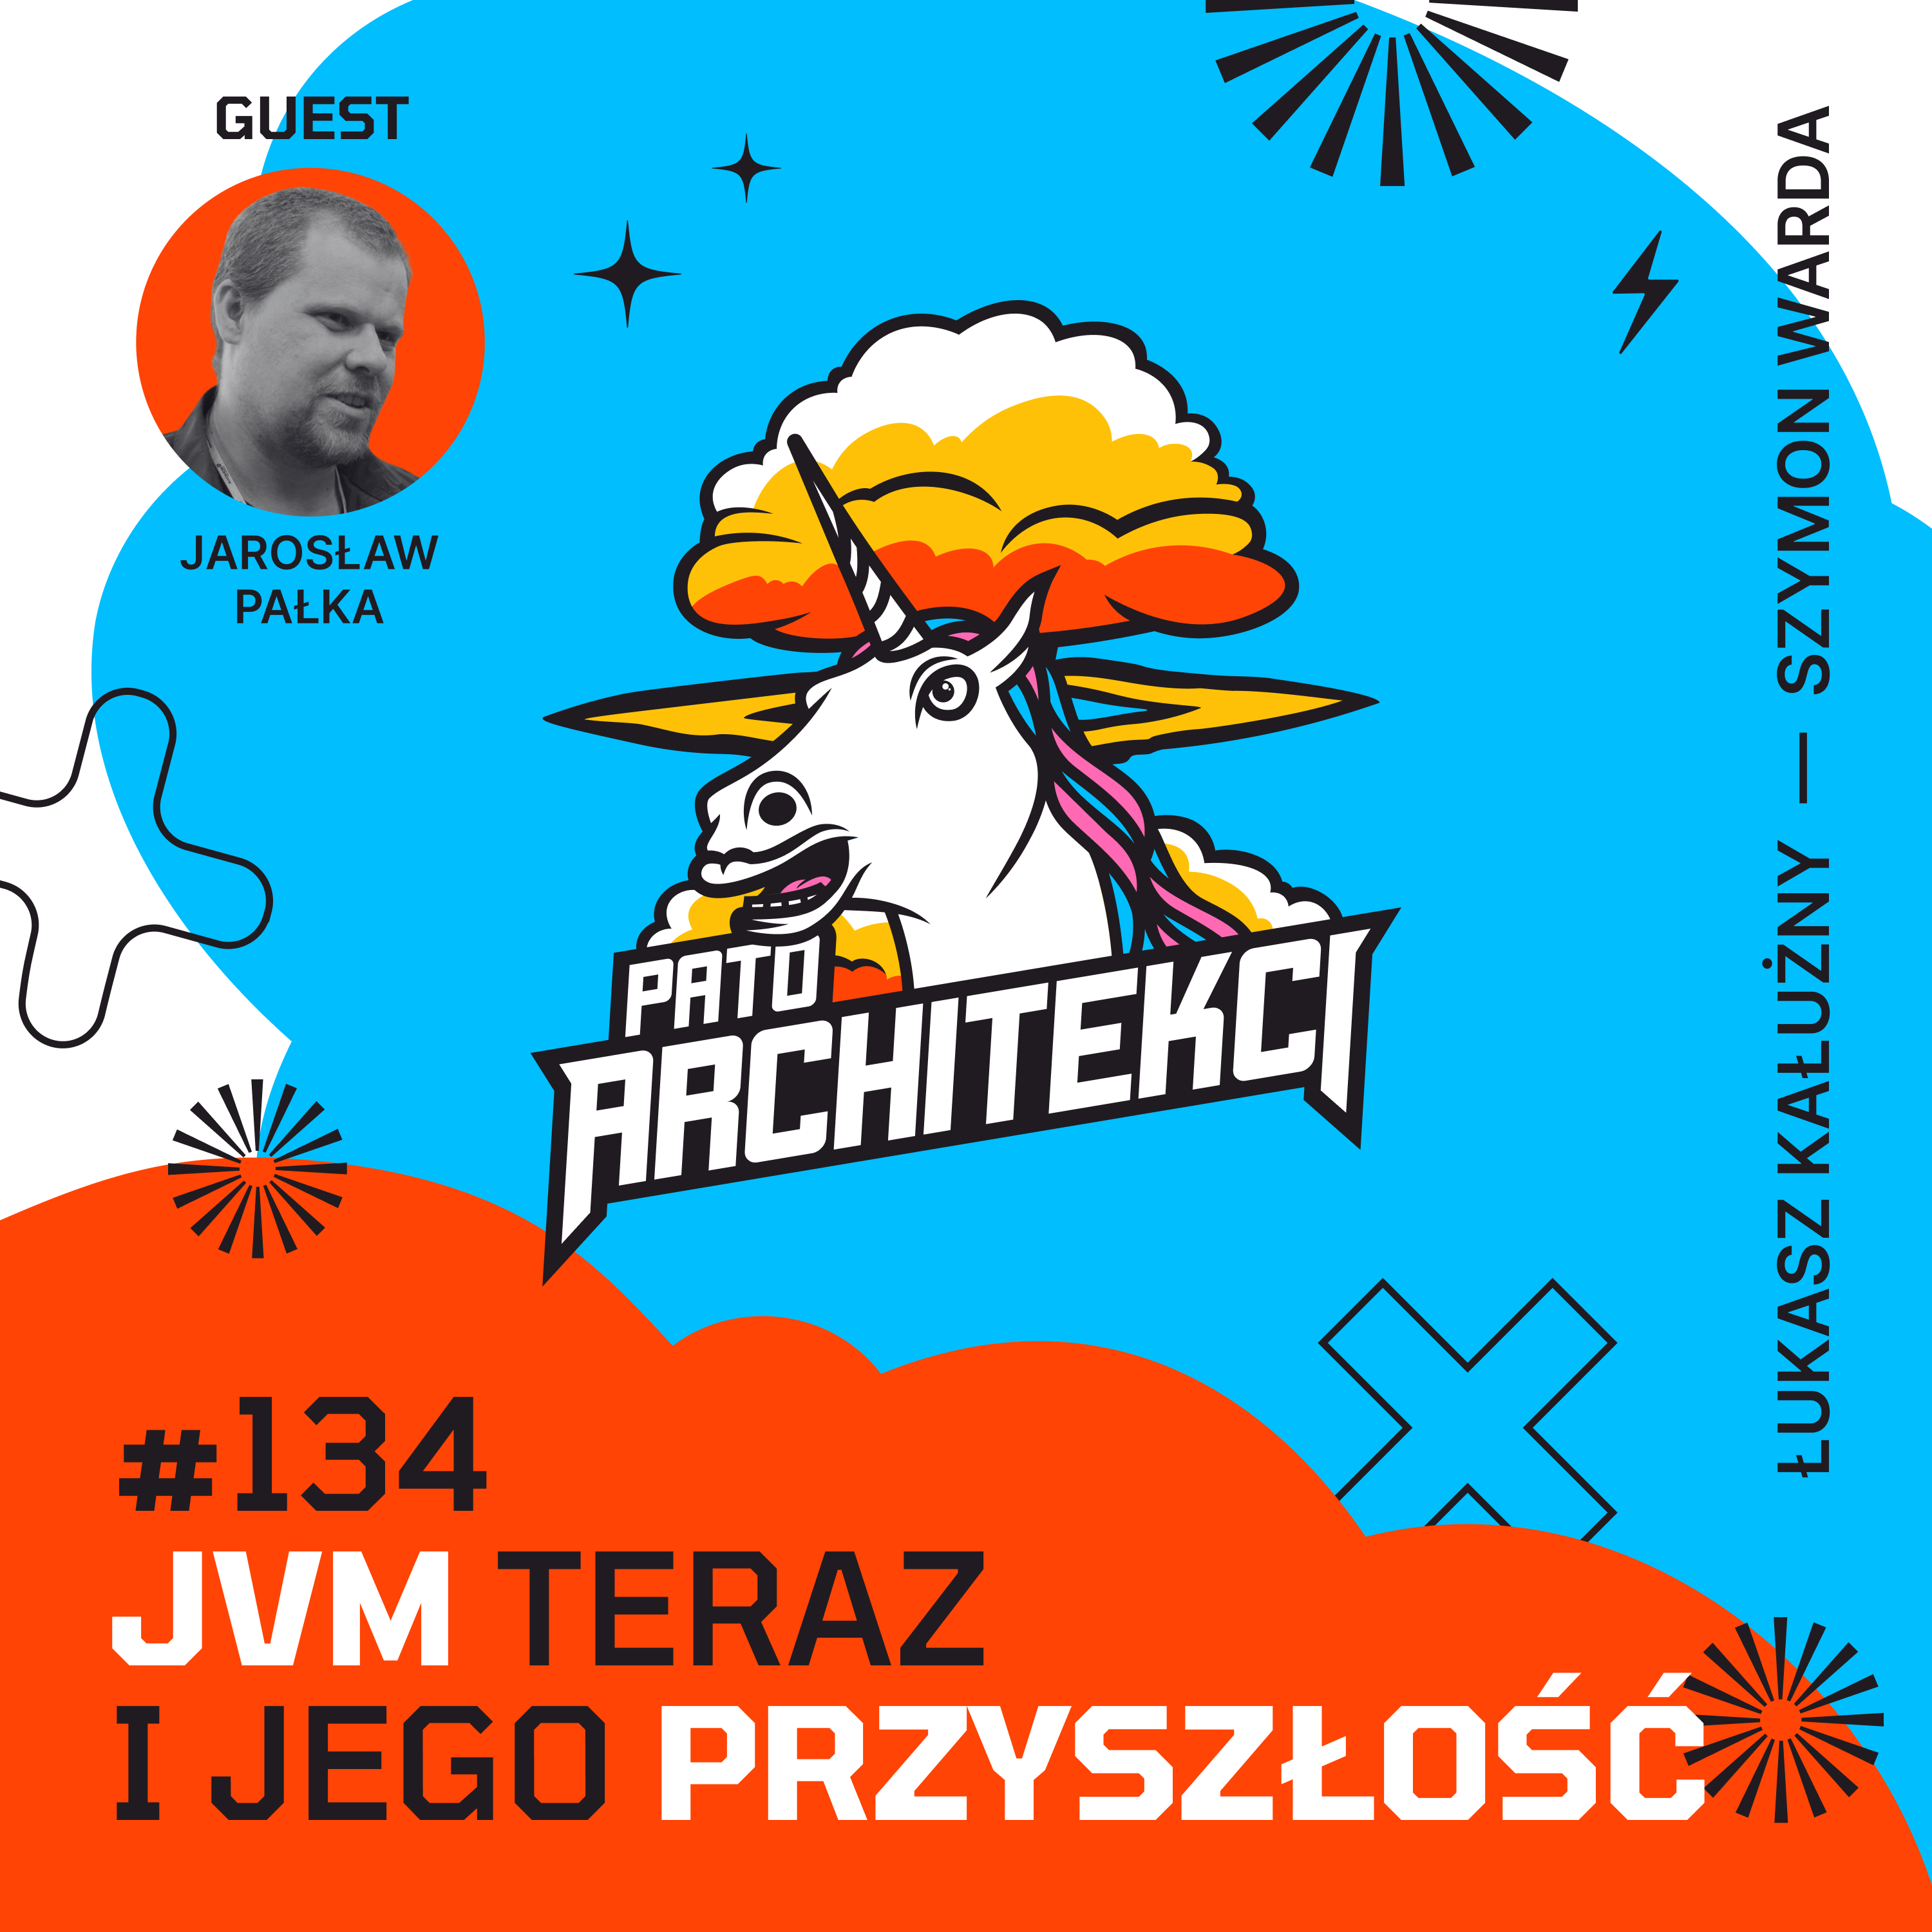 GUEST
JAROSŁAW
PAŁKA
ŁUKASZ KAŁUŻNY — SZYMON WARDA
PATO
ARCHITEKCI
#134
JVM TERAZ
I JEGO PRZYSZŁOŚĆ